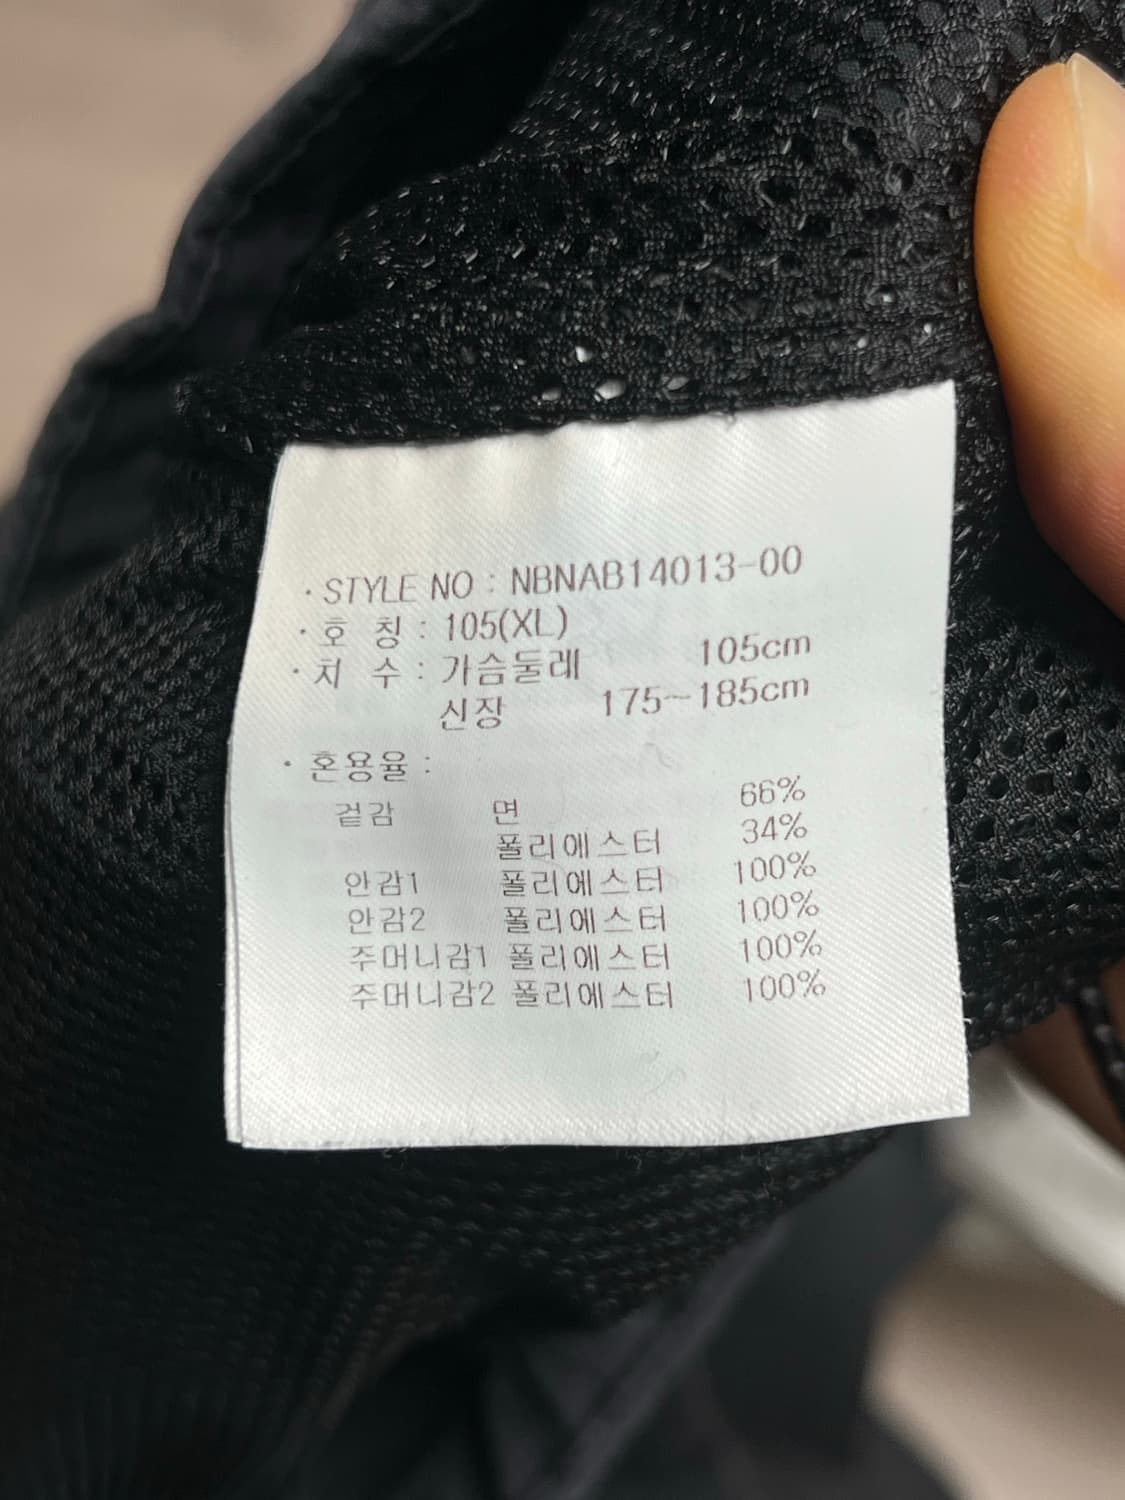 · STYLE NO : NBNAB14013-00
· 호 칭 : 105(XL)
· 치 수 : 가슴둘레 105cm
신장 175~185cm
· 혼용율 :
겉감 면 66%
폴리에스터 34%
안감1 폴리에스터 100%
안감2 폴리에스터 100%
주머니감1 폴리에스터 100%
주머니감2 폴리에스터 100%